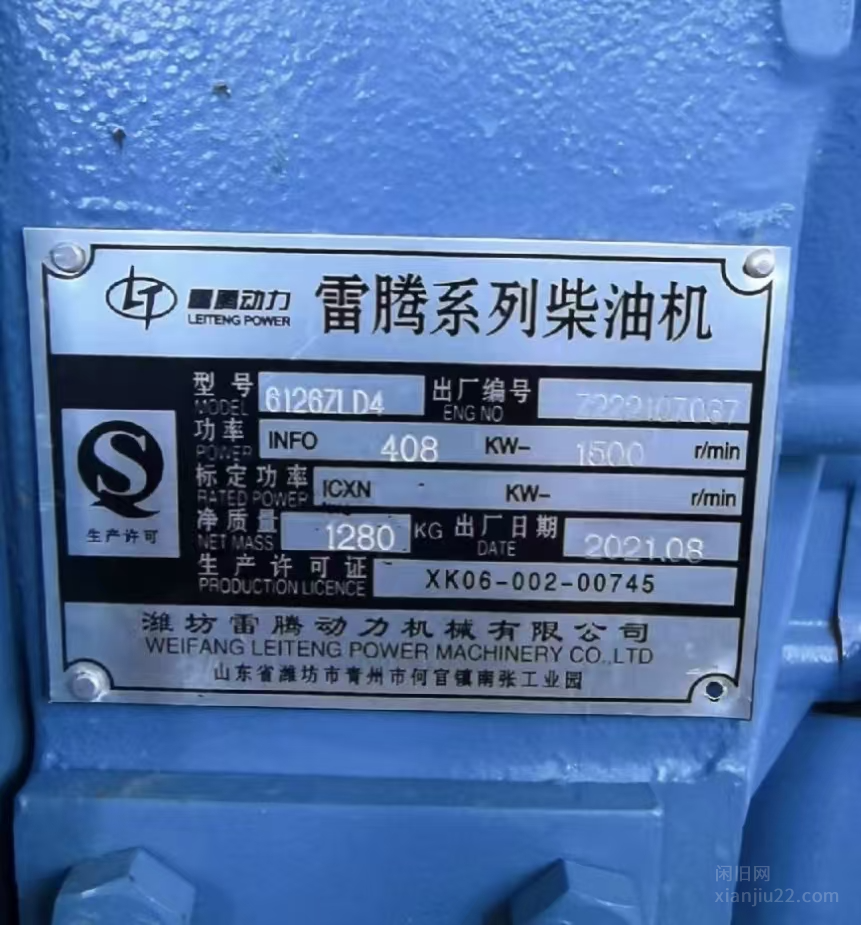 雷腾动力
LEITENG POWER
雷腾系列柴油机
型号 MODEL 6126ZLD4 出厂编号 ENG NO
功率 POWER INFO 408 KW- 1500 r/min
标定功率 RATED POWER ICXN KW- r/min
净质量 NET MASS 1280 KG 出厂日期 DATE 2021.08
生产许可证 PRODUCTION LICENCE XK06-002-00745
生产许可
潍坊雷腾动力机械有限公司
WEIFANG LEITENG POWER MACHINERY CO.,LTD
山东省潍坊市青州市何官镇南张工业园
闲旧网
xianjiu22.com